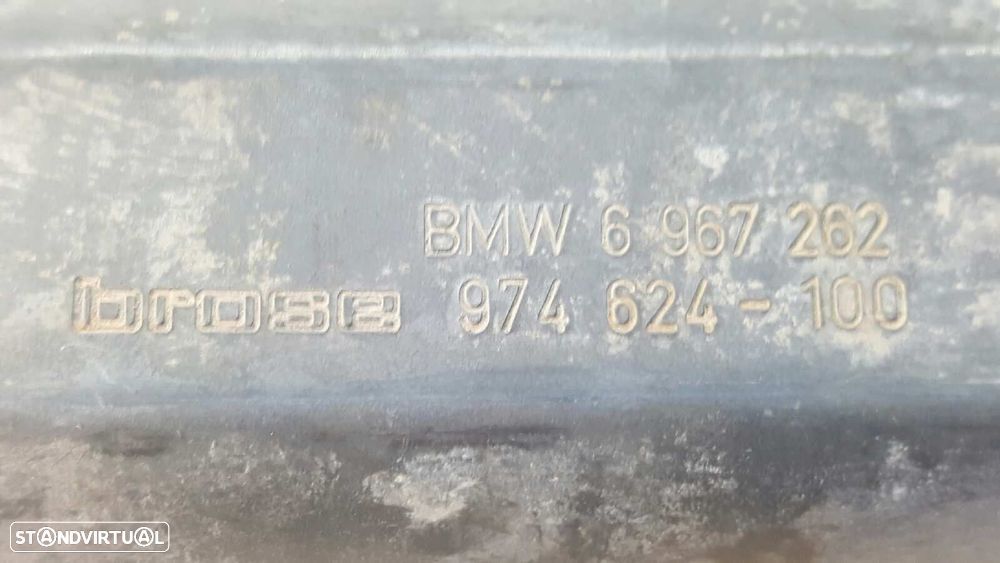 BMW 6 967 262
brose 974 624-100
STANDVIRTUAL